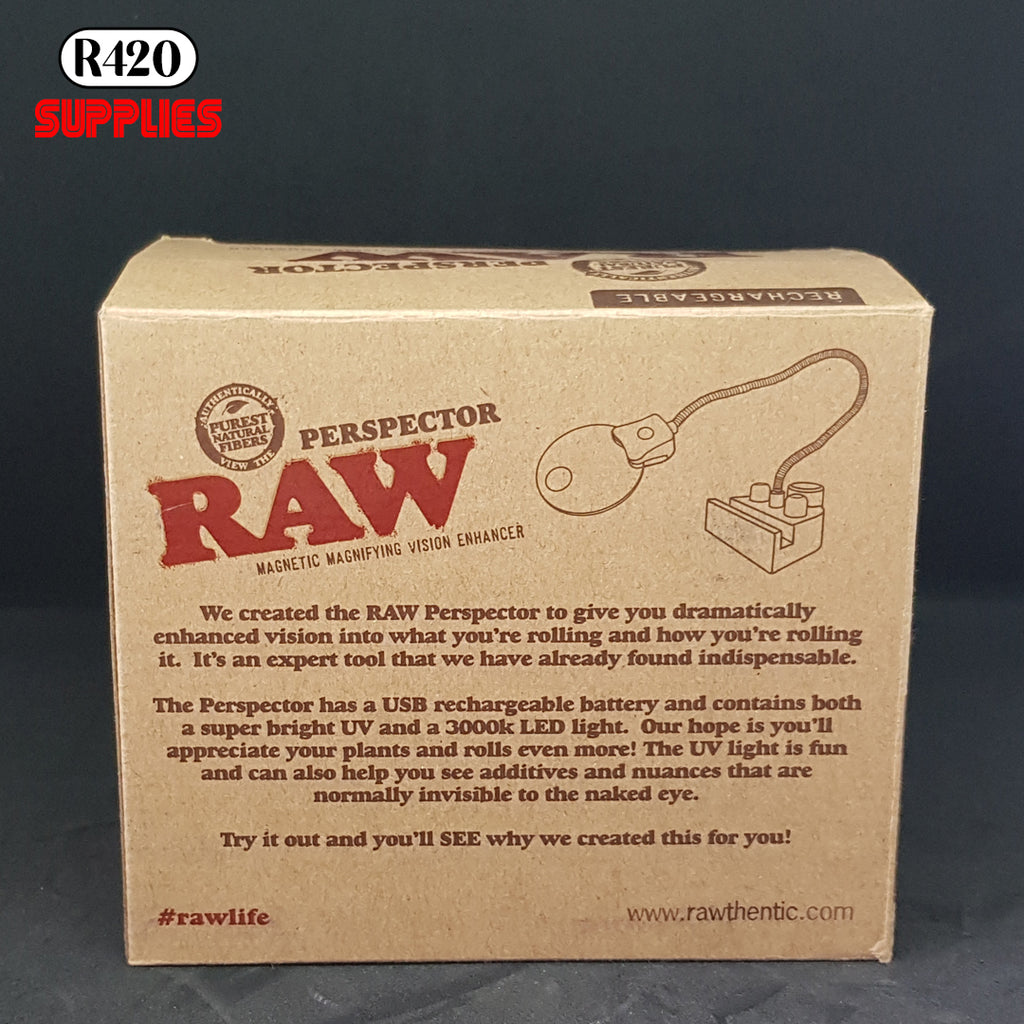 R420
SUPPLIES
RAW
PERSPECTOR
RECHARGEABLE
AUTHENTICALLY
PUREST
NATURAL
FIBERS
VIEW THE
PERSPECTOR
RAW
MAGNETIC MAGNIFYING VISION ENHANCER
We created the RAW Perspector to give you dramatically
enhanced vision into what you're rolling and how you're rolling
it. It's an expert tool that we have already found indispensable.
The Perspector has a USB rechargeable battery and contains both
a super bright UV and a 3000k LED light. Our hope is you'll
appreciate your plants and rolls even more! The UV light is fun
and can also help you see additives and nuances that are
normally invisible to the naked eye.
Try it out and you'll SEE why we created this for you!
#rawlife
www.rawthentic.com